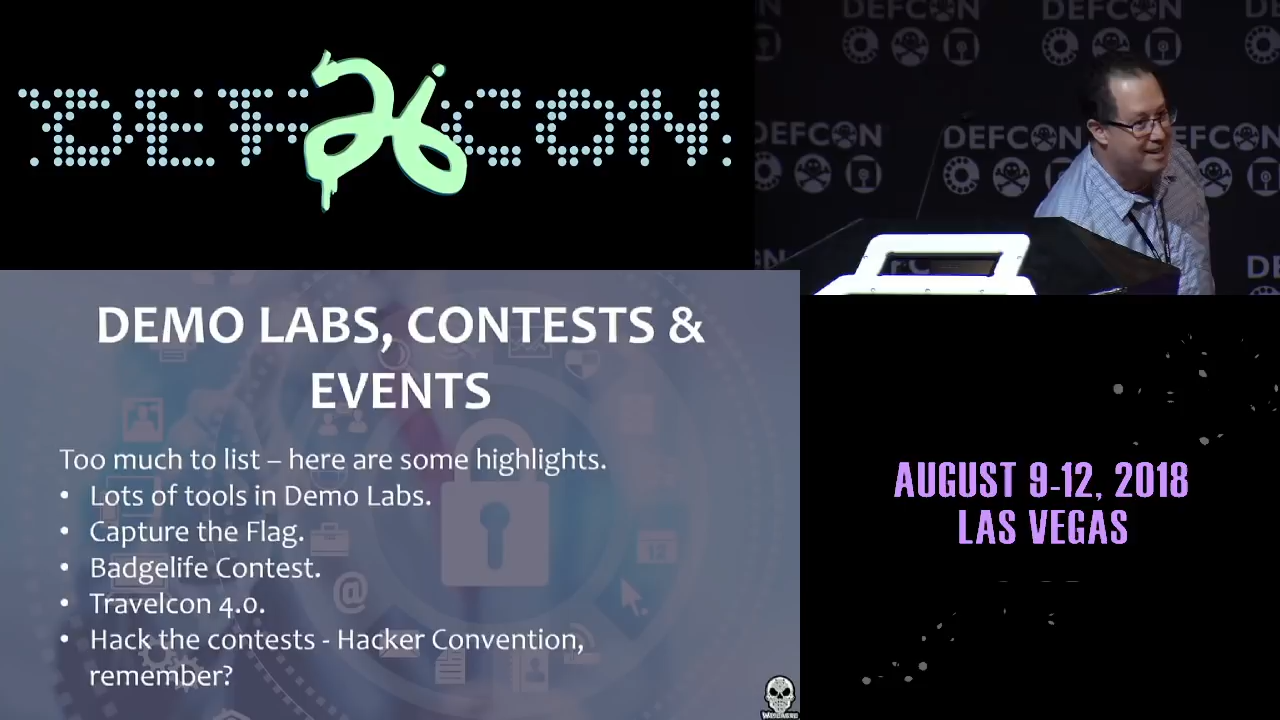 DEF 26 CON
DEFCON DEFCON
DEFCON DEFCON DEFCON
DEMO LABS, CONTESTS &
EVENTS
Too much to list – here are some highlights.
• Lots of tools in Demo Labs.
• Capture the Flag.
• Badgelife Contest.
• Travelcon 4.0.
• Hack the contests - Hacker Convention,
remember?
AUGUST 9-12, 2018
LAS VEGAS